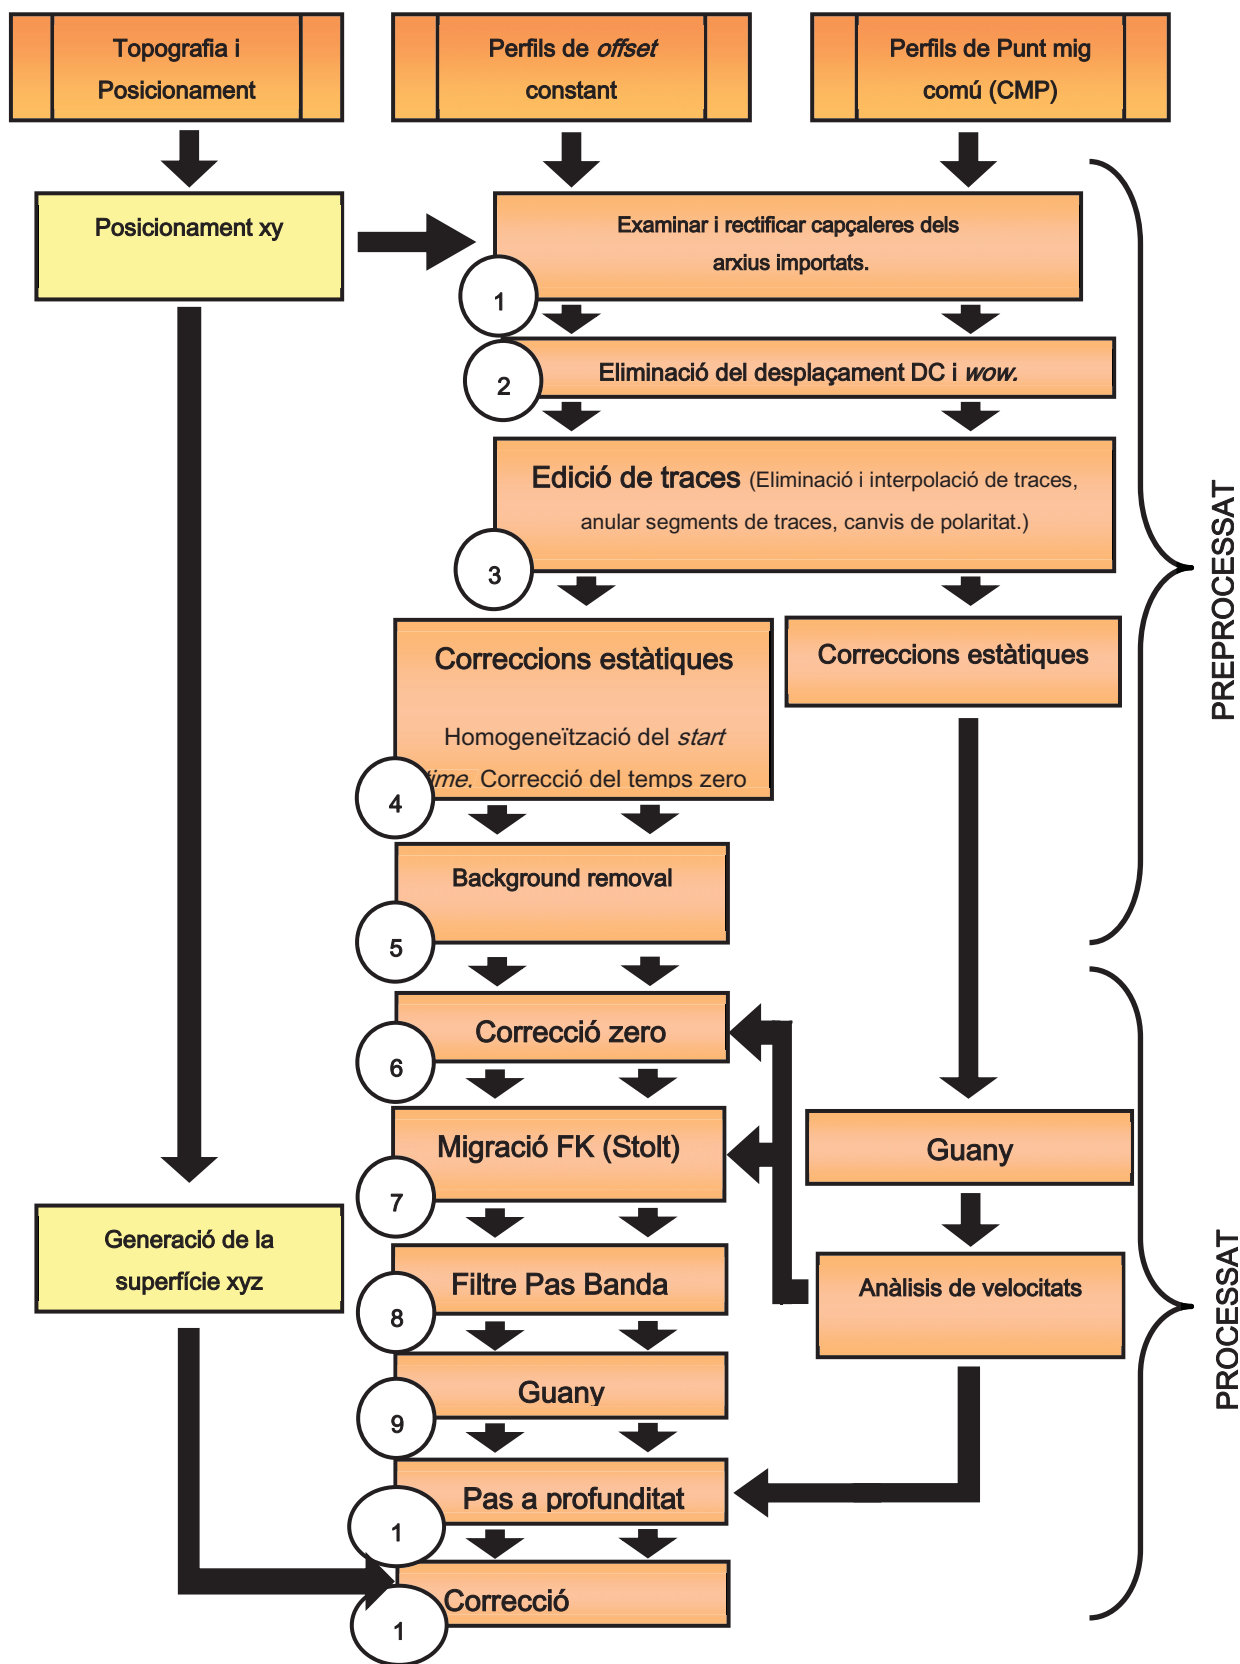 Topografia i
Posicionament
Perfils de offset
constant
Perfils de Punt mig
comú (CMP)
Posicionament xy
Examinar i rectificar capçaleres dels
arxius importats.
1
Eliminació del desplaçament DC i wow.
2
Edició de traces (Eliminació i interpolació de traces,
anular segments de traces, canvis de polaritat.)
3
PREPROCESSAT
Correccions estàtiques
Homogeneïtzació del start
time. Correcció del temps zero
4
Correccions estàtiques
Background removal
5
Correcció zero
6
Migració FK (Stolt)
7
Guany
Generació de la
superfície xyz
Filtre Pas Banda
8
Anàlisis de velocitats
PROCESSAT
Guany
9
Pas a profunditat
1
Correcció
1